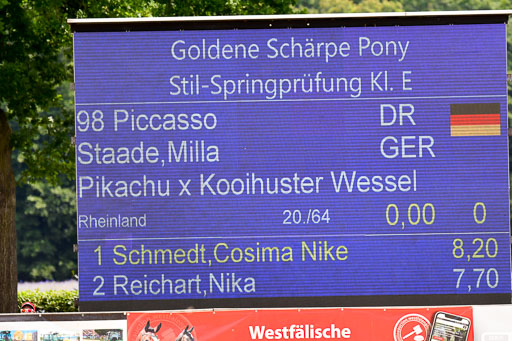 Goldene Schärpe Pony
Stil-Springprüfung Kl. E
98 Piccasso DR
Staade,Milla GER
Pikachu x Kooihuster Wessel
Rheinland 20./64 0,00 0
1 Schmedt,Cosima Nike 8,20
2 Reichart,Nika 7,70
Westfälische